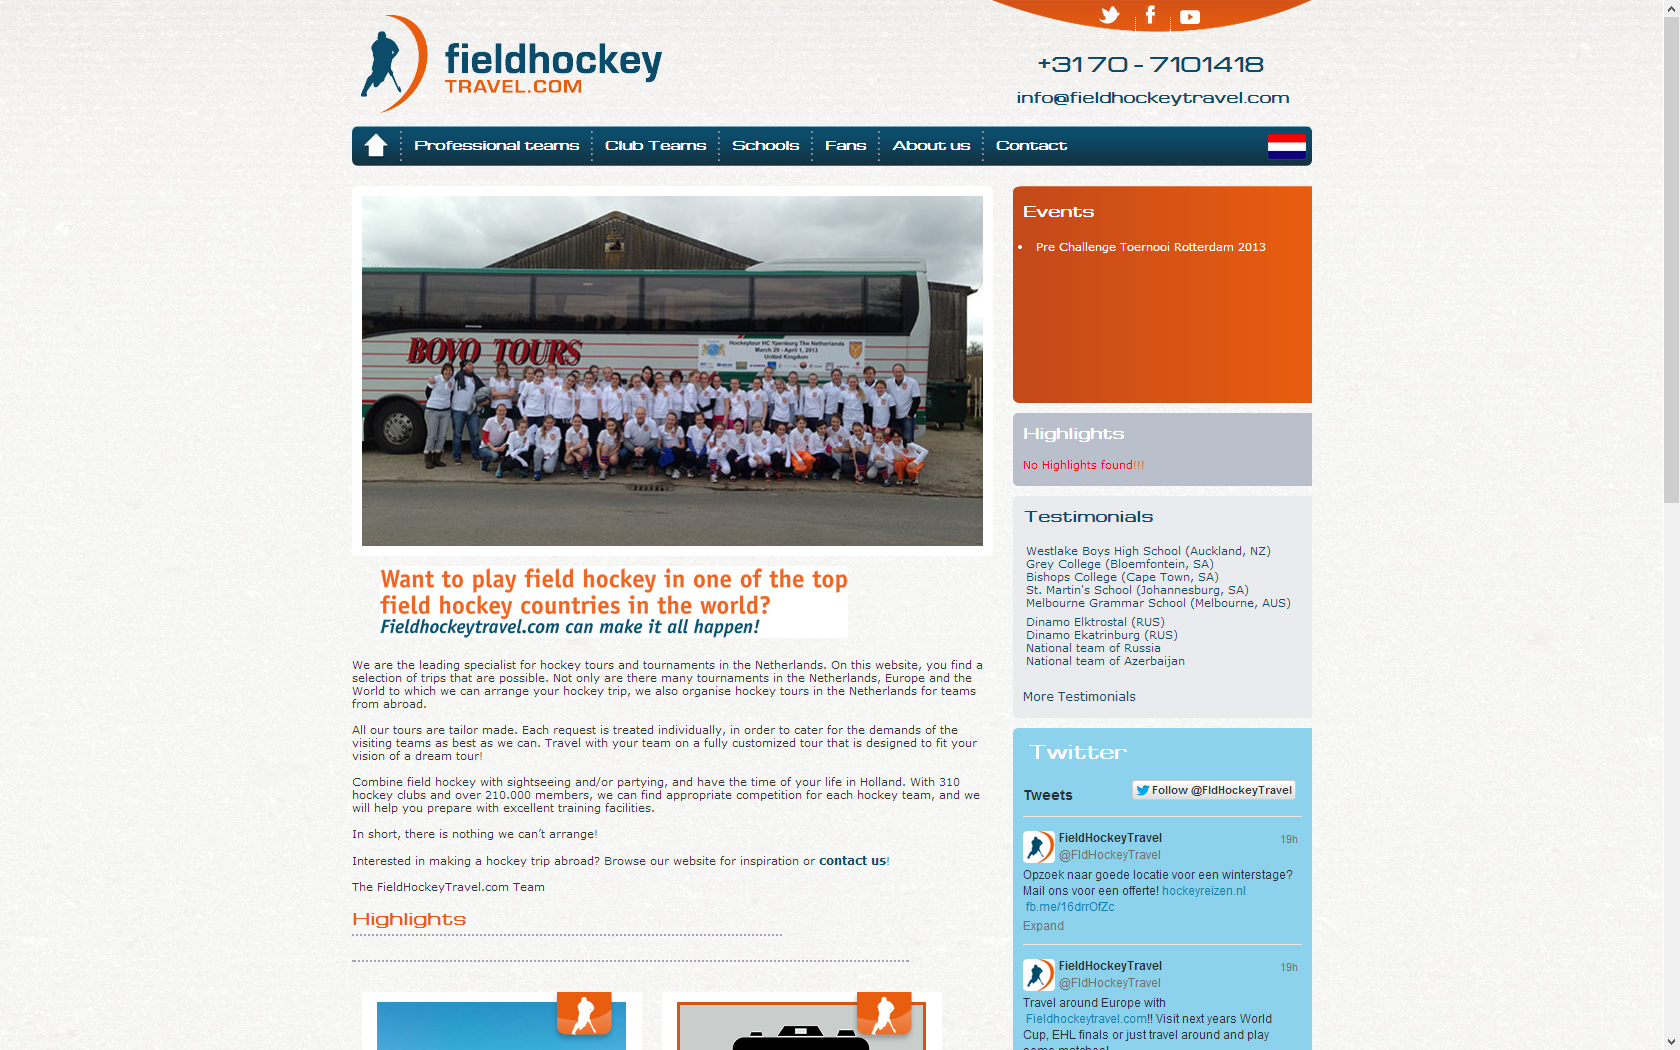 fieldhockey
TRAVEL.COM
+31 70 - 7101418
info@fieldhockeytravel.com
Professional teams
Club Teams
Schools
Fans
About us
Contact
BOVO TOURS
Hockeytour HC Ypenburg The Netherlands
March 29 - April 1, 2013
United Kingdom
Want to play field hockey in one of the top
field hockey countries in the world?
Fieldhockeytravel.com can make it all happen!
We are the leading specialist for hockey tours and tournaments in the Netherlands. On this website, you find a
selection of trips that are possible. Not only are there many tournaments in the Netherlands, Europe and the
World to which we can arrange your hockey trip, we also organise hockey tours in the Netherlands for teams
from abroad.
All our tours are tailor made. Each request is treated individually, in order to cater for the demands of the
visiting teams as best as we can. Travel with your team on a fully customized tour that is designed to fit your
vision of a dream tour!
Combine field hockey with sightseeing and/or partying, and have the time of your life in Holland. With 310
hockey clubs and over 210.000 members, we can find appropriate competition for each hockey team, and we
will help you prepare with excellent training facilities.
In short, there is nothing we can't arrange!
Interested in making a hockey trip abroad? Browse our website for inspiration or contact us!
The FieldHockeyTravel.com Team
Highlights
Events
• Pre Challenge Toernooi Rotterdam 2013
Highlights
No Highlights found!!!
Testimonials
Westlake Boys High School (Auckland, NZ)
Grey College (Bloemfontein, SA)
Bishops College (Cape Town, SA)
St. Martin's School (Johannesburg, SA)
Melbourne Grammar School (Melbourne, AUS)
Dinamo Elktrostal (RUS)
Dinamo Ekatrinburg (RUS)
National team of Russia
National team of Azerbaijan
More Testimonials
Twitter
Tweets
Follow @FldHockeyTravel
FieldHockeyTravel 19h
@FldHockeyTravel
Opzoek naar goede locatie voor een winterstage?
Mail ons voor een offerte! hockeyreizen.nl
fb.me/16drrOfZc
Expand
FieldHockeyTravel 19h
@FldHockeyTravel
Travel around Europe with
Fieldhockeytravel.com!! Visit next years World
Cup, EHL finals or just travel around and play
some matches!